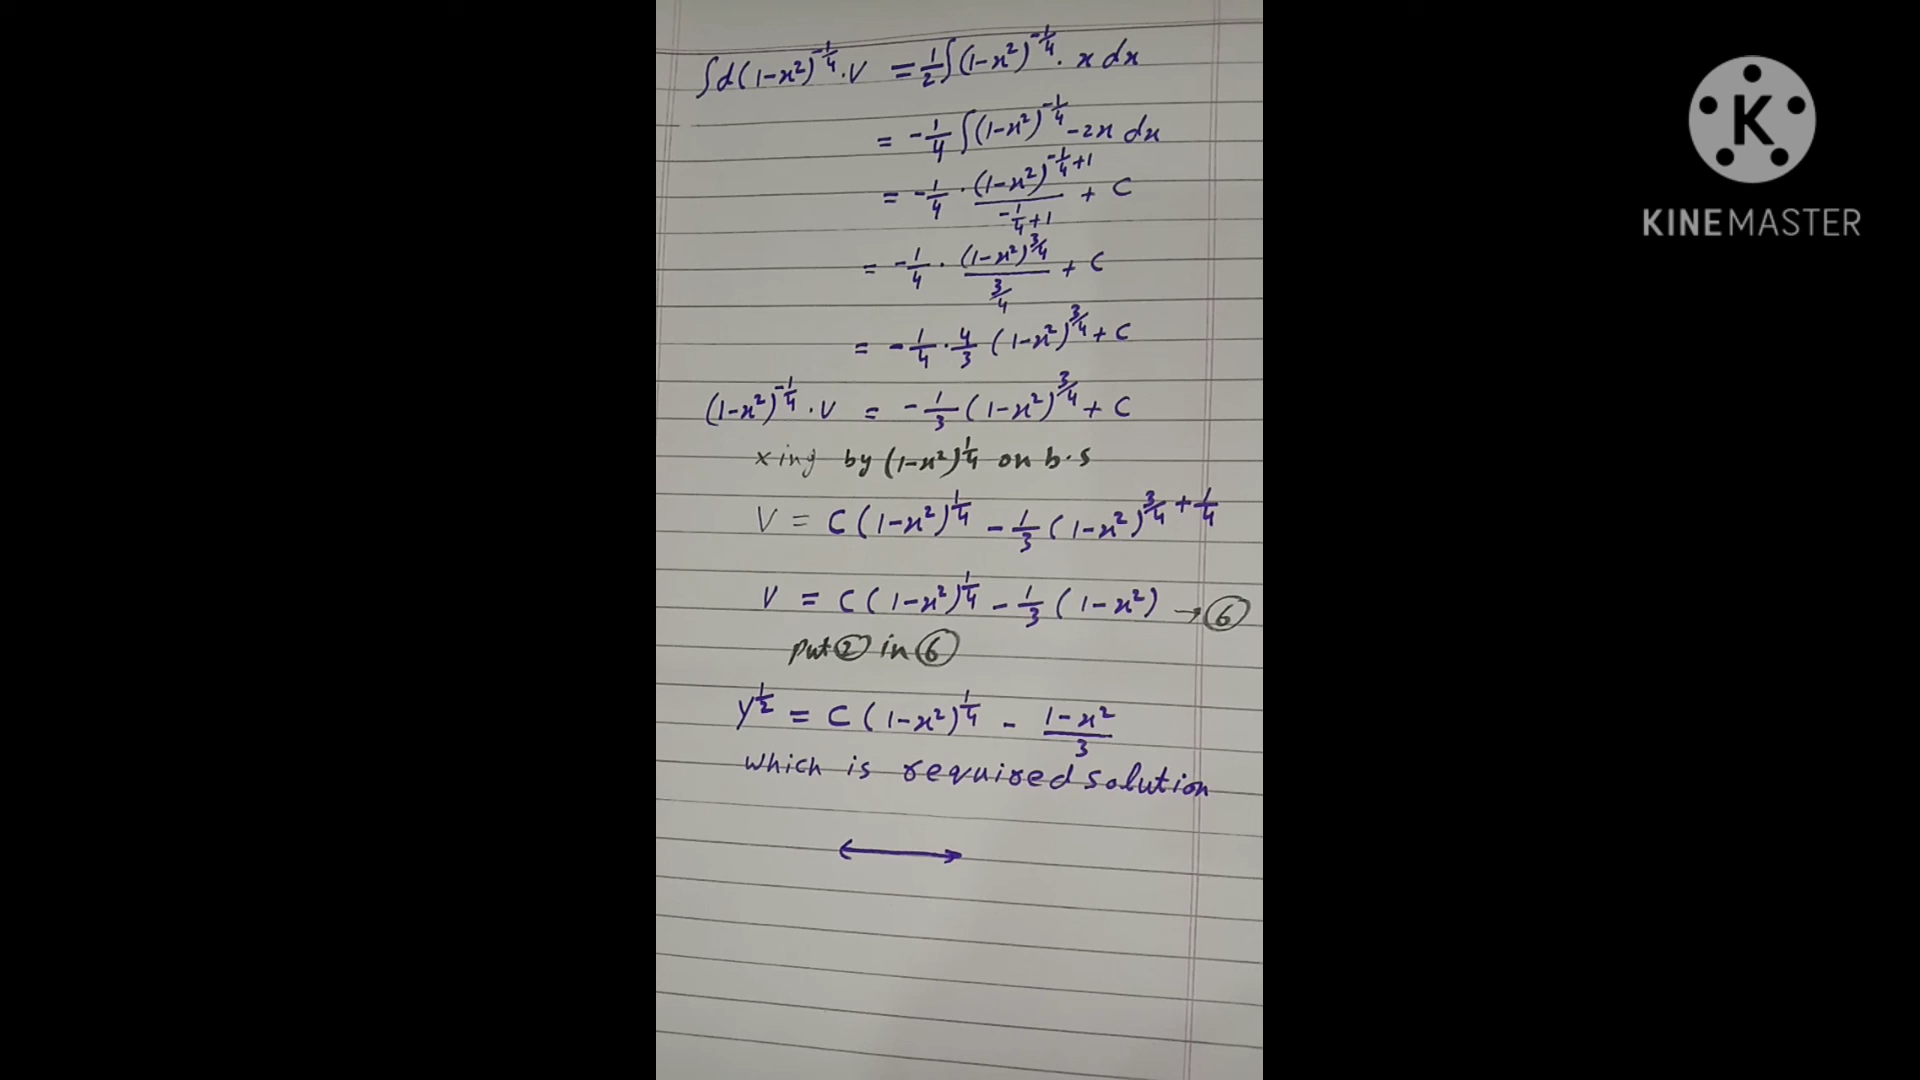 ∫d(1-x²)^-1/4 · V = 1/2 ∫(1-x²)^-1/4 · x dx
= -1/4 ∫(1-x²)^-1/4 -2x dx
= -1/4 · (1-x²)^-1/4+1 / -1/4+1 + C
= -1/4 · (1-x²)^3/4 / 3/4 + C
= -1/4 · 4/3 (1-x²)^3/4 + C
(1-x²)^-1/4 · V = -1/3 (1-x²)^3/4 + C
xing by (1-x²)^1/4 on b.s
V = C(1-x²)^1/4 - 1/3 (1-x²)^3/4 + 1/4
V = C(1-x²)^1/4 - 1/3 (1-x²) → ⑥
put ② in ⑥
y^1/2 = C(1-x²)^1/4 - 1-x² / 3
which is required solution
K
KINEMASTER